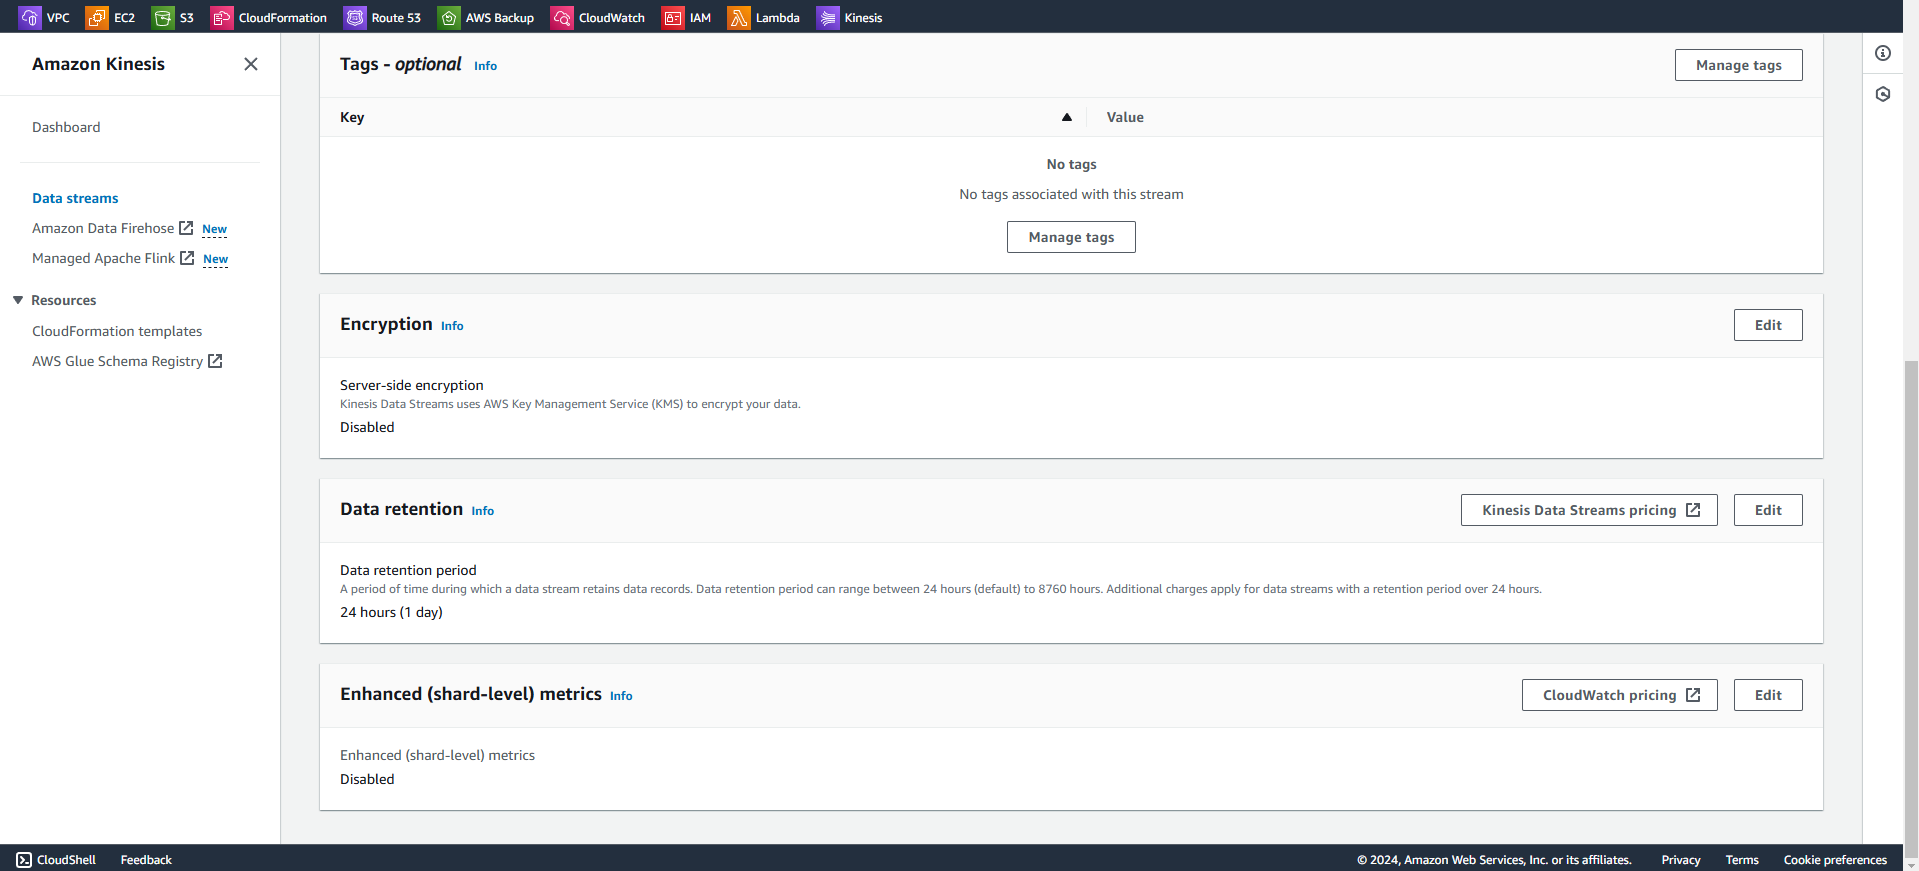 VPC EC2 S3 CloudFormation Route 53 AWS Backup CloudWatch IAM Lambda Kinesis
Amazon Kinesis
Dashboard
Data streams
Amazon Data Firehose New
Managed Apache Flink New
Resources
CloudFormation templates
AWS Glue Schema Registry
Tags - optional Info
Manage tags
Key Value
No tags
No tags associated with this stream
Manage tags
Encryption Info
Edit
Server-side encryption
Kinesis Data Streams uses AWS Key Management Service (KMS) to encrypt your data.
Disabled
Data retention Info
Kinesis Data Streams pricing Edit
Data retention period
A period of time during which a data stream retains data records. Data retention period can range between 24 hours (default) to 8760 hours. Additional charges apply for data streams with a retention period over 24 hours.
24 hours (1 day)
Enhanced (shard-level) metrics Info
CloudWatch pricing Edit
Enhanced (shard-level) metrics
Disabled
CloudShell Feedback © 2024, Amazon Web Services, Inc. or its affiliates. Privacy Terms Cookie preferences